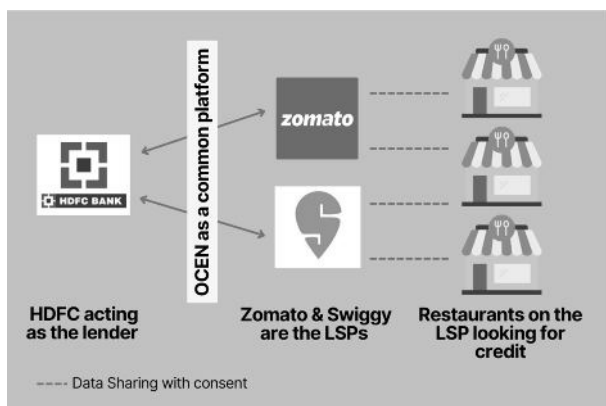 OCEN as a common platform
zomato
HDFC BANK
HDFC acting
as the lender
Zomato & Swiggy
are the LSPs
Restaurants on the
LSP looking for
credit
---- Data Sharing with consent